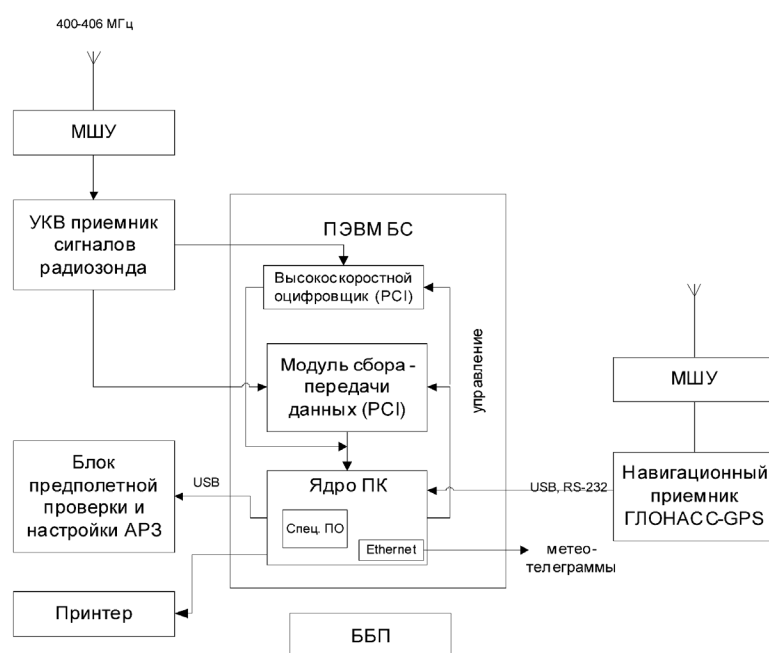 400-406 МГц
МШУ
УКВ приемник
сигналов
радиозонда
ПЭВМ БС
Высокоскоростной
оцифровщик (PCI)
Модуль сбора -
передачи
данных (PCI)
управление
МШУ
Блок
предполетной
проверки и
настройки АРЗ
USB
Ядро ПК
Спец. ПО
Ethernet
USB, RS-232
Навигационный
приемник
ГЛОНАСС-GPS
метео-
телеграммы
Принтер
ББП